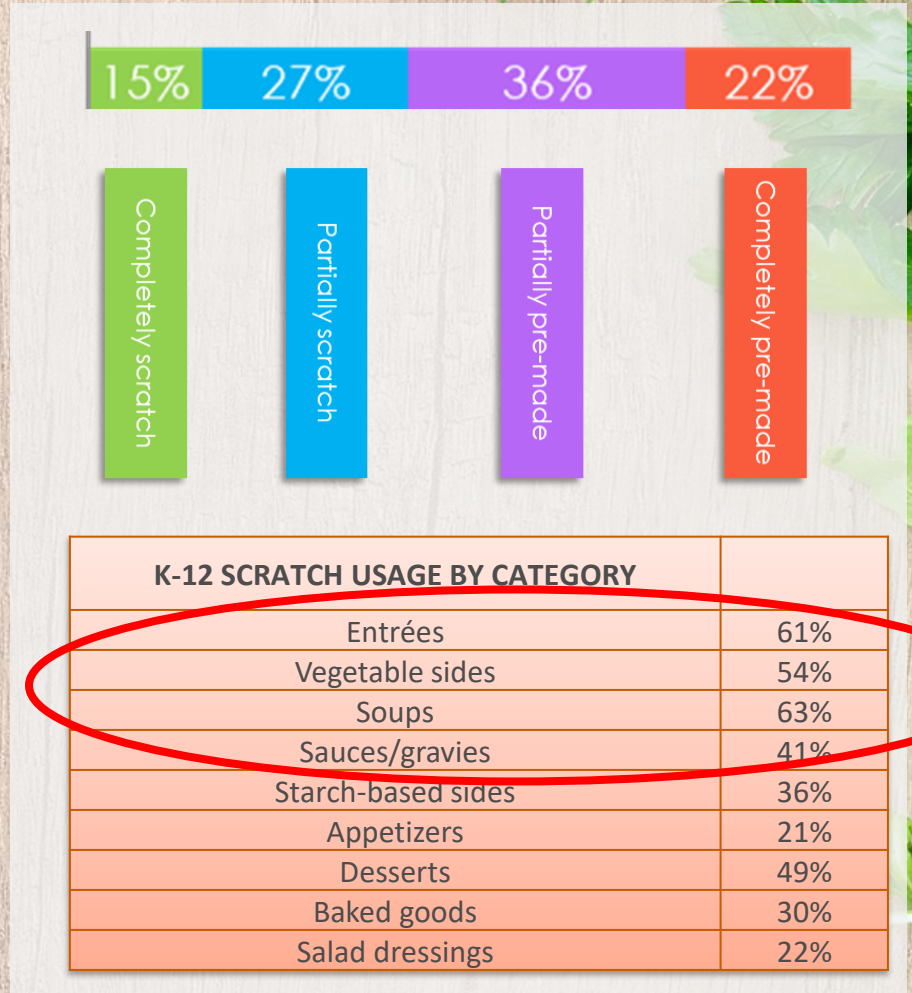 15% 27% 36% 22%
Completely scratch
Partially scratch
Partially pre-made
Completely pre-made
K-12 SCRATCH USAGE BY CATEGORY
Entrées 61%
Vegetable sides 54%
Soups 63%
Sauces/gravies 41%
Starch-based sides 36%
Appetizers 21%
Desserts 49%
Baked goods 30%
Salad dressings 22%